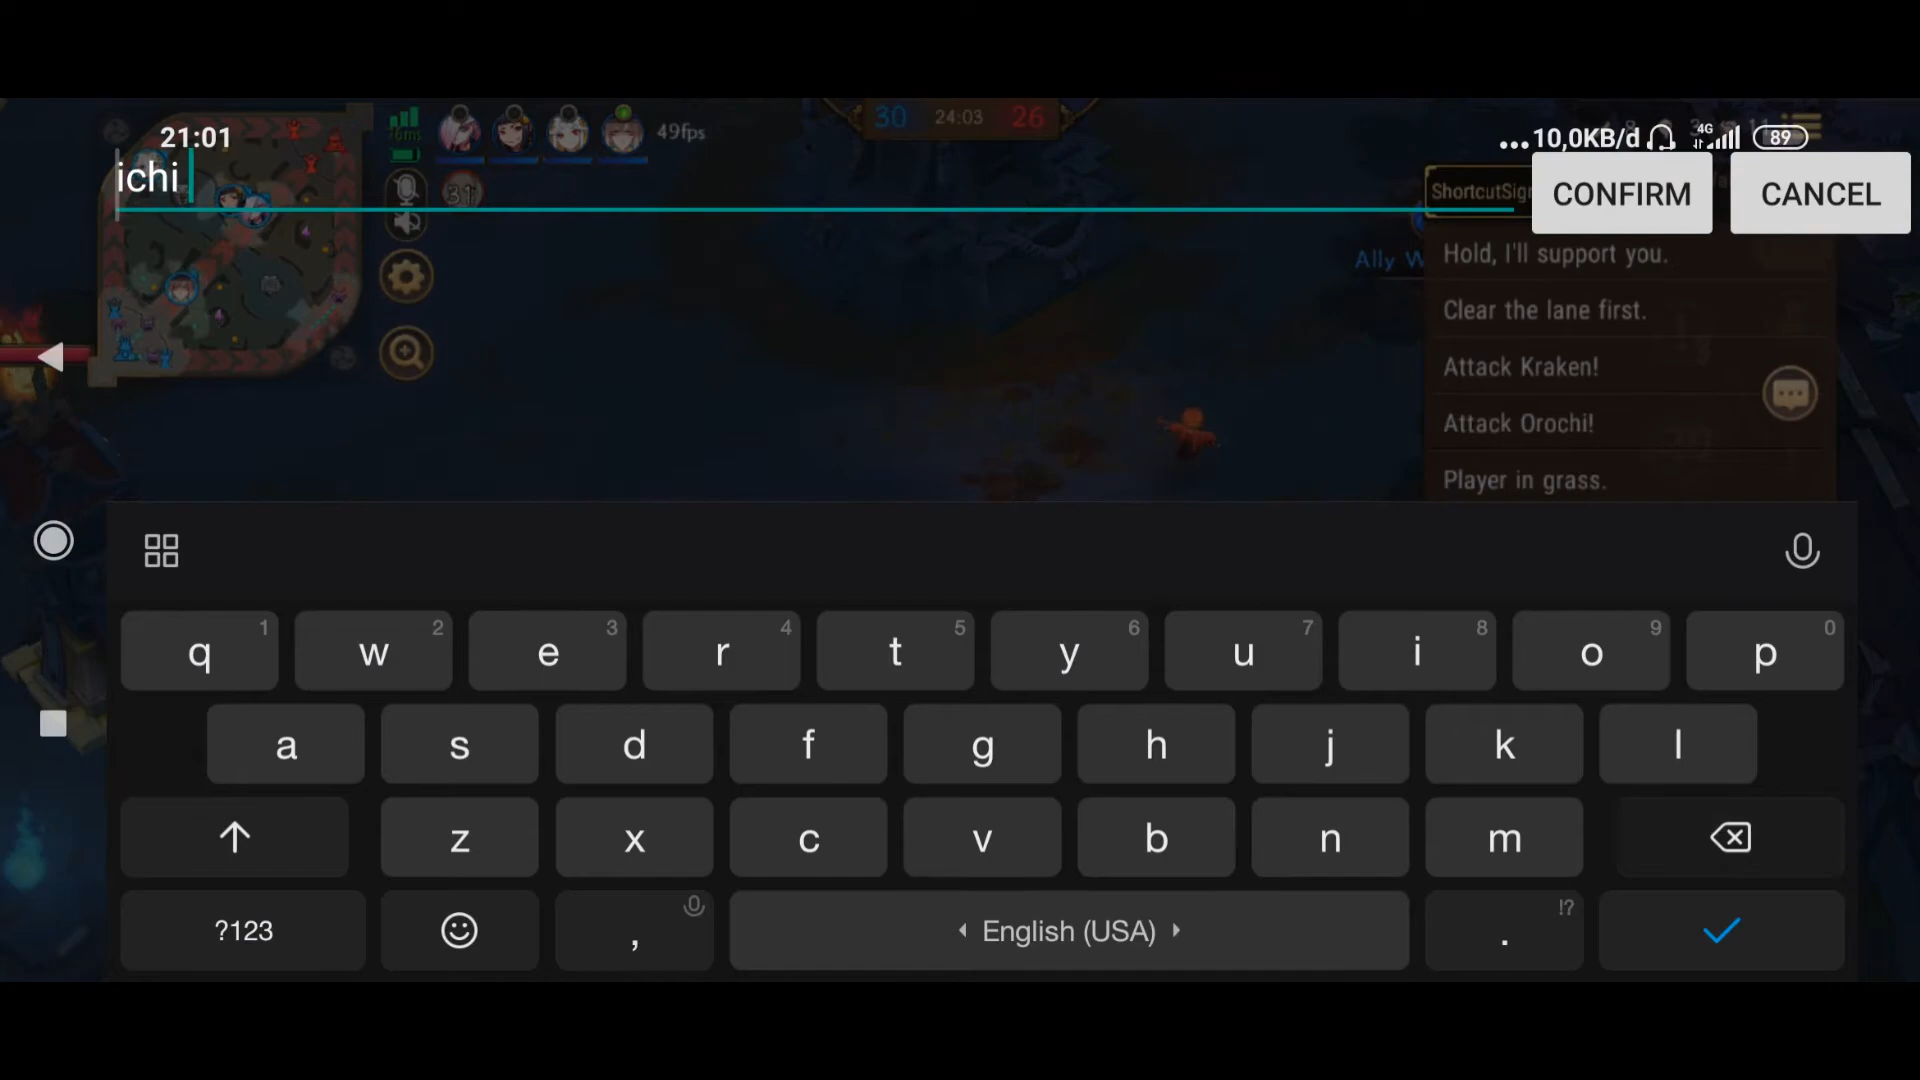 21:01
49fps
30 24:03 26
...10,0KB/d 4G 89
ichi
31
ShortcutSig
CONFIRM
CANCEL
Ally W
Hold, I'll support you.
Clear the lane first.
Attack Kraken!
Attack Orochi!
Player in grass.
q 1 w 2 e 3 r 4 t 5 y 6 u 7 i 8 o 9 p 0
a s d f g h j k l
z x c v b n m
?123 , English (USA) . !?